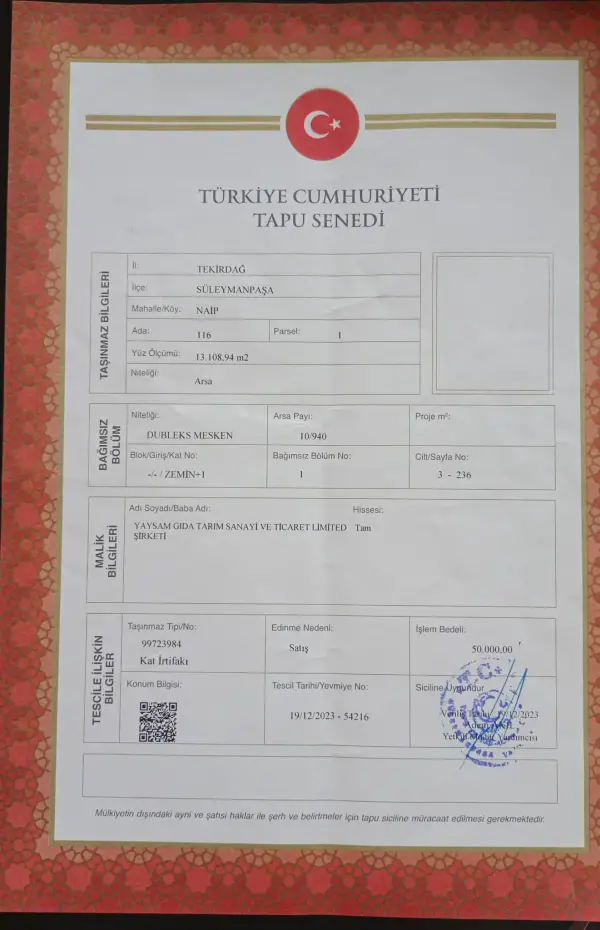 TÜRKİYE CUMHURİYETİ
TAPU SENEDİ
TAŞINMAZ BİLGİLERİ
İl: TEKİRDAĞ
İlçe: SÜLEYMANPAŞA
Mahalle/Köy: NAİP
Ada: 116 Parsel: 1
Yüz Ölçümü: 13.108,94 m2
Niteliği: Arsa
BAĞIMSIZ BÖLÜM
Niteliği: Arsa Payı: Proje m²:
DUBLEKS MESKEN 10/940
Blok/Giriş/Kat No: Bağımsız Bölüm No: Cilt/Sayfa No:
-/- / ZEMİN+1 1 3 - 236
MALİK BİLGİLERİ
Adı Soyadı/Baba Adı: Hissesi:
YAYSAM GIDA TARIM SANAYİ VE TİCARET LİMİTED Tam
ŞİRKETİ
TESCİLE İLİŞKİN BİLGİLER
Taşınmaz Tipi/No: Edinme Nedeni: İşlem Bedeli:
99723984 Satış 50.000,00
Kat İrtifakı
Konum Bilgisi: Tescil Tarihi/Yevmiye No: Siciline Uygundur
19/12/2023 - 54216
19/12/2023
Yetkili Müdür Yardımcısı
T.C.
Mülkiyetin dışındaki ayni ve şahsi haklar ile şerh ve belirtmeler için tapu siciline müracaat edilmesi gerekmektedir.